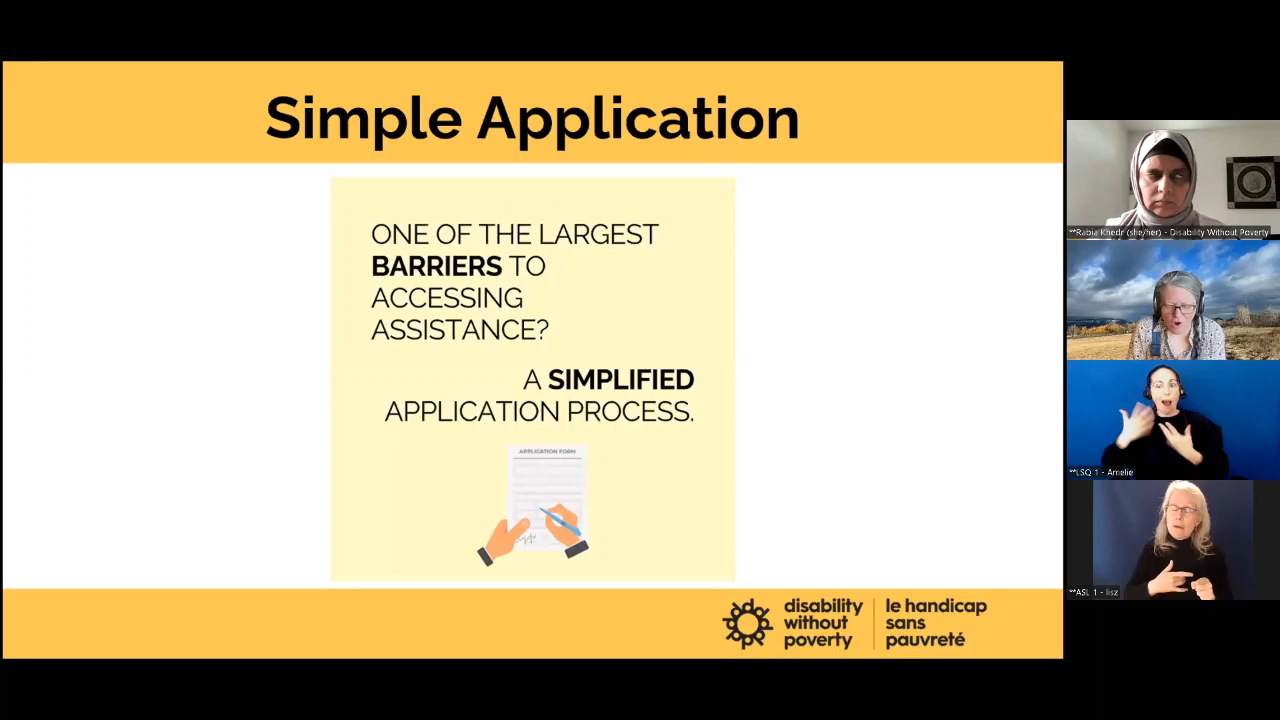 Simple Application
ONE OF THE LARGEST
BARRIERS TO
ACCESSING
ASSISTANCE?
A SIMPLIFIED
APPLICATION PROCESS.
APPLICATION FORM
disability
without
poverty
le handicap
sans
pauvreté
**Rabia Khedr (she/her) - Disability Without Poverty
**LSQ 1 - Amelie
**ASL 1 - lisz